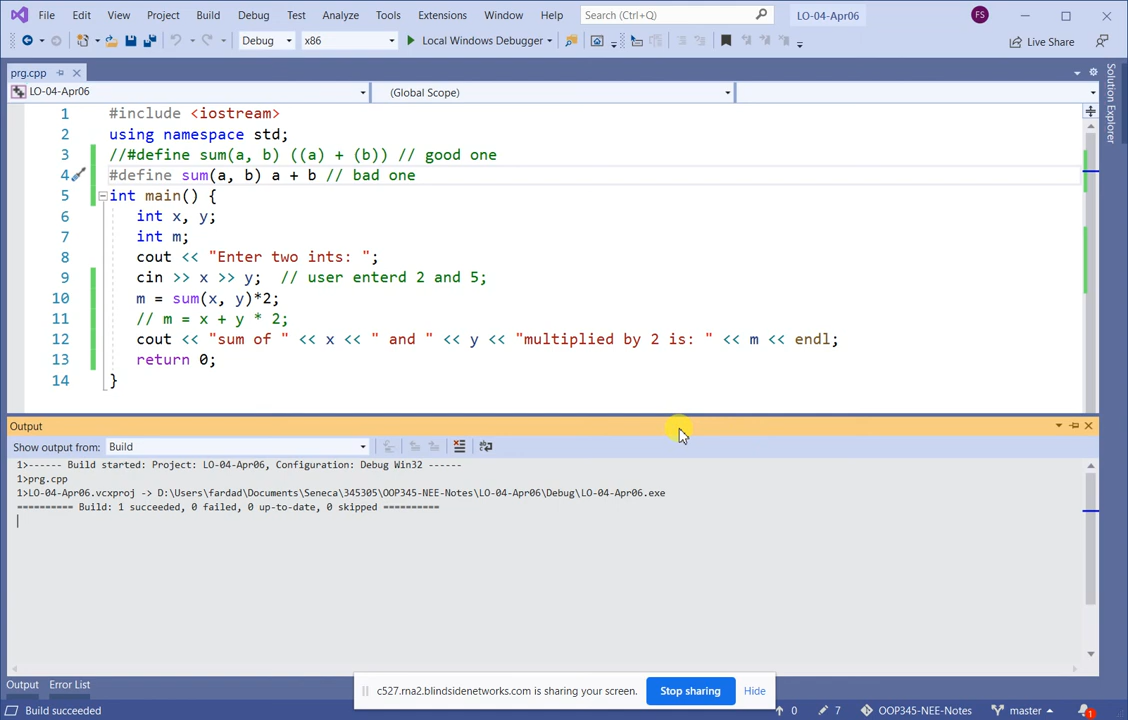 File Edit View Project Build Debug Test Analyze Tools Extensions Window Help Search (Ctrl+Q) LO-04-Apr06 FS
Debug x86 Local Windows Debugger Live Share
prg.cpp
LO-04-Apr06 (Global Scope)
Solution Explorer
1 #include <iostream>
2 using namespace std;
3 //#define sum(a, b) ((a) + (b)) // good one
4 #define sum(a, b) a + b // bad one
5 int main() {
6 int x, y;
7 int m;
8 cout << "Enter two ints: ";
9 cin >> x >> y; // user enterd 2 and 5;
10 m = sum(x, y)*2;
11 // m = x + y * 2;
12 cout << "sum of " << x << " and " << y << "multiplied by 2 is: " << m << endl;
13 return 0;
14 }
Output
Show output from: Build
1>------ Build started: Project: LO-04-Apr06, Configuration: Debug Win32 ------
1>prg.cpp
1>LO-04-Apr06.vcxproj -> D:\Users\fardad\Documents\Seneca\345305\OOP345-NEE-Notes\LO-04-Apr06\Debug\LO-04-Apr06.exe
========== Build: 1 succeeded, 0 failed, 0 up-to-date, 0 skipped ==========
Output Error List
c527.rna2.blindsidenetworks.com is sharing your screen. Stop sharing Hide
Build succeeded 0 7 OOP345-NEE-Notes master 1